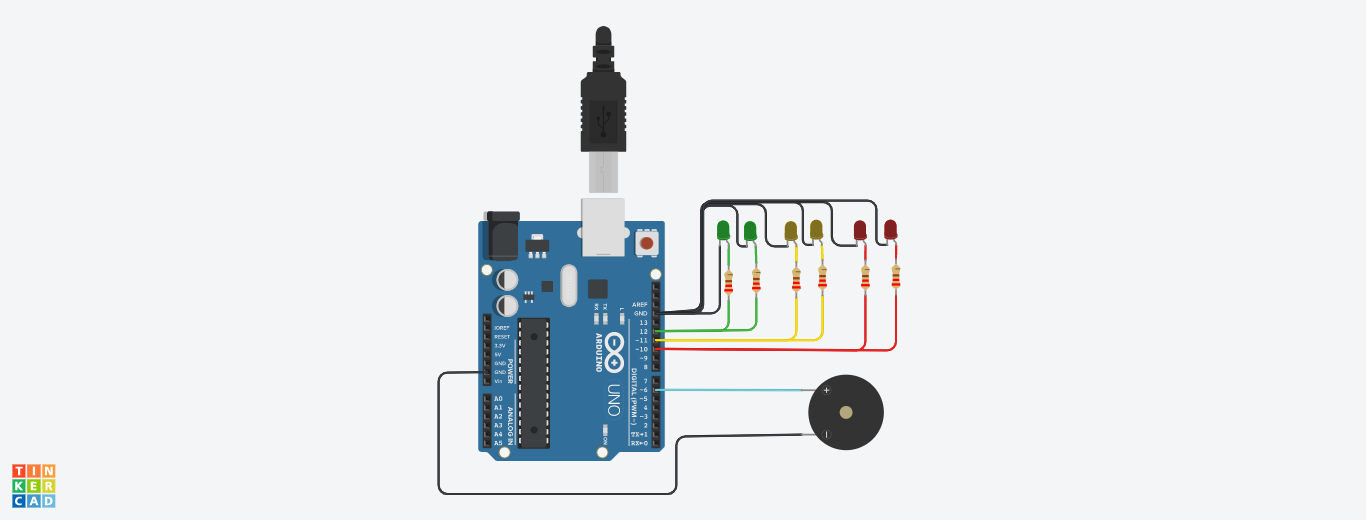 AREF
GND
13
12
~11
~10
~9
8
7
~6
~5
4
~3
2
TX→1
RX←0
DIGITAL (PWM~)
IOREF
RESET
3.3V
5V
GND
GND
Vin
POWER
A0
A1
A2
A3
A4
A5
ANALOG IN
RX
TX
L
ARDUINO
UNO
ON
+
TIN
KER
CAD